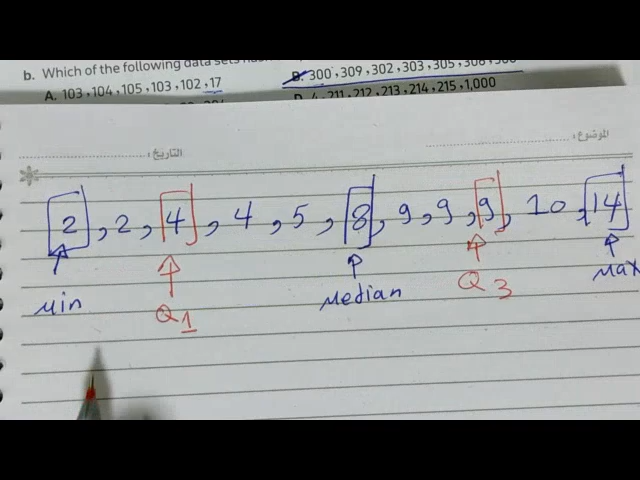 b. Which of the following data sets has
A. 103 , 104 , 105 , 103 , 102 , 17
B. 300 , 309 , 302 , 303 , 305 , 308 , 300
D. 4 , 211 , 212 , 213 , 214 , 215 , 1,000
التاريخ :
الموضوع :
2 , 2 , 4 , 4 , 5 , 8 , 9 , 9 , 9 , 10 , 14
Min Q1 Median Q3 Max